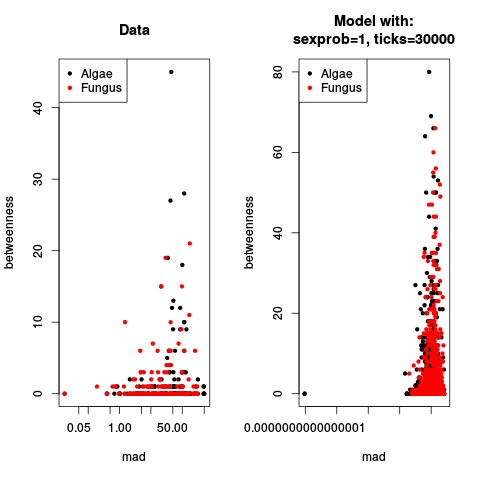 Data
Algae
Fungus
betweenness
0
10
20
30
40
0.05
1.00
50.00
mad
Model with:
sexprob=1, ticks=30000
Algae
Fungus
betweenness
0
20
40
60
80
0.0000000000000001
mad